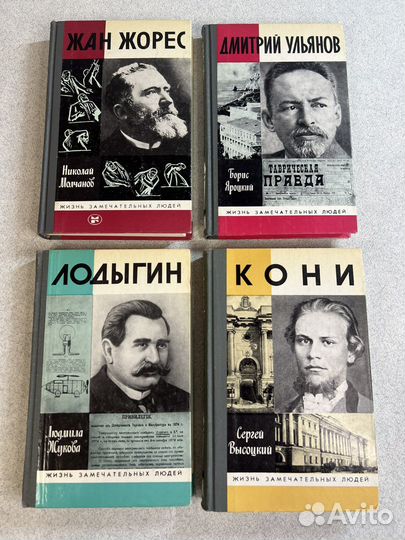 ЖАН ЖОРЕС
Николай
Молчанов
ЖИЗНЬ ЗАМЕЧАТЕЛЬНЫХ ЛЮДЕЙ
ДМИТРИЙ УЛЬЯНОВ
Борис
Яроцкий
ТАВРИЧЕСКАЯ
ПРАВДА
ЖИЗНЬ ЗАМЕЧАТЕЛЬНЫХ ЛЮДЕЙ
ЛОДЫГИН
ПРИВИЛЕГІЯ,
Людмила
Жукова
ЖИЗНЬ ЗАМЕЧАТЕЛЬНЫХ ЛЮДЕЙ
КОНИ
Сергей
Высоцкий
ЖИЗНЬ ЗАМЕЧАТЕЛЬНЫХ ЛЮДЕЙ
Avito